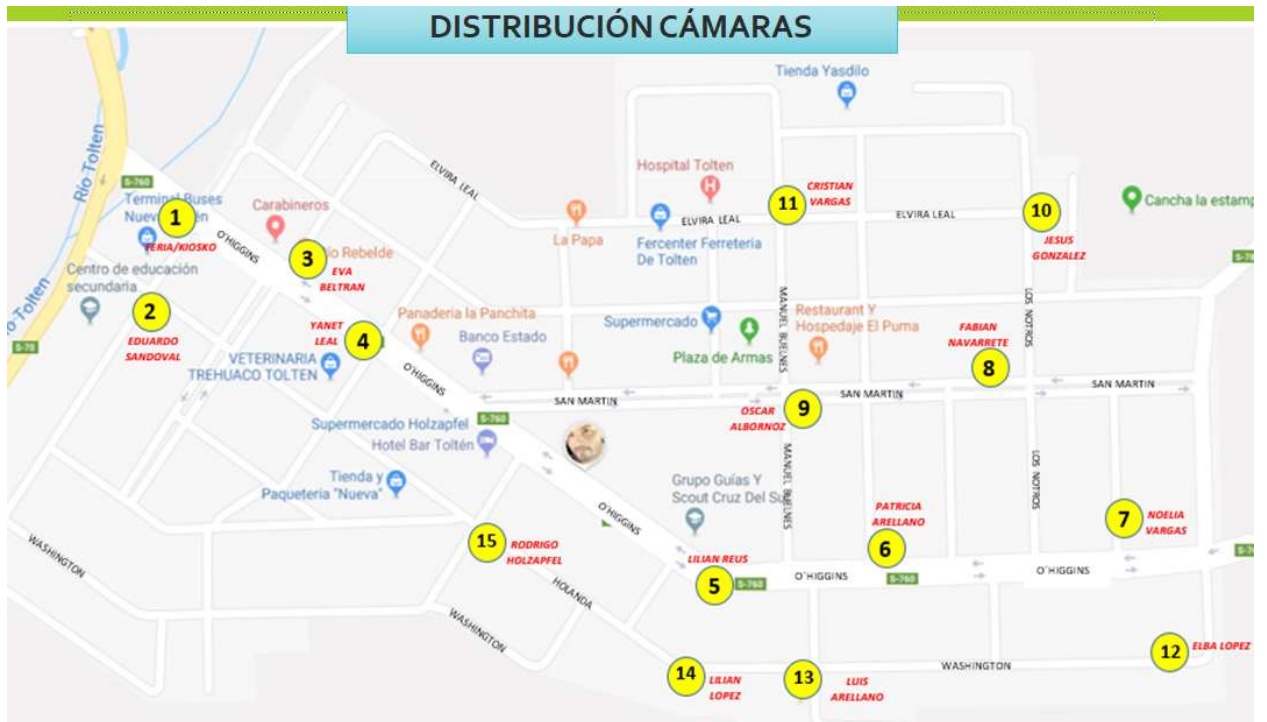 DISTRIBUCIÓN CÁMARAS
Tienda Yasdilo
Río Tolten
S-760
ELVIRA LEAL
Hospital Tolten
CRISTIAN
VARGAS
11
10
Cancha la estamp
Terminal Buses
1
Carabineros
ELVIRA LEAL
ELVIRA LEAL
FERIA/KIOSKO
O'HIGGINS
La Papa
Fercenter Ferreteria
De Tolten
JESUS
GONZALEZ
3
EVA
BELTRAN
Centro de educación
secundaria
2
EDUARDO
SANDOVAL
YANET
LEAL
4
Panaderia la Panchita
Banco Estado
Supermercado
Plaza de Armas
MANUEL BUELNES
Restaurant Y
Hospedaje El Puma
FABIAN
NAVARRETE
8
LOS NOTROS
VETERINARIA
TREHUACO TOLTEN
S-70
O'HIGGINS
SAN MARTIN
SAN MARTIN
SAN MARTIN
OSCAR
ALBORNOZ
9
Supermercado Holzapfel
S-760
Hotel Bar Toltén
MANUEL BUELNES
LOS NOTROS
Tienda y
Paquetería "Nueva"
Grupo Guías Y
Scout Cruz Del Su
O'HIGGINS
PATRICIA
ARELLANO
6
7
NOELIA
VARGAS
15
RODRIGO
HOLZAPFEL
WASHINGTON
LILIAN REUS
5
S-760
O'HIGGINS
S-760
O'HIGGINS
HOLANDA
WASHINGTON
14
LILIAN
LOPEZ
13
LUIS
ARELLANO
WASHINGTON
12
ELBA LOPEZ